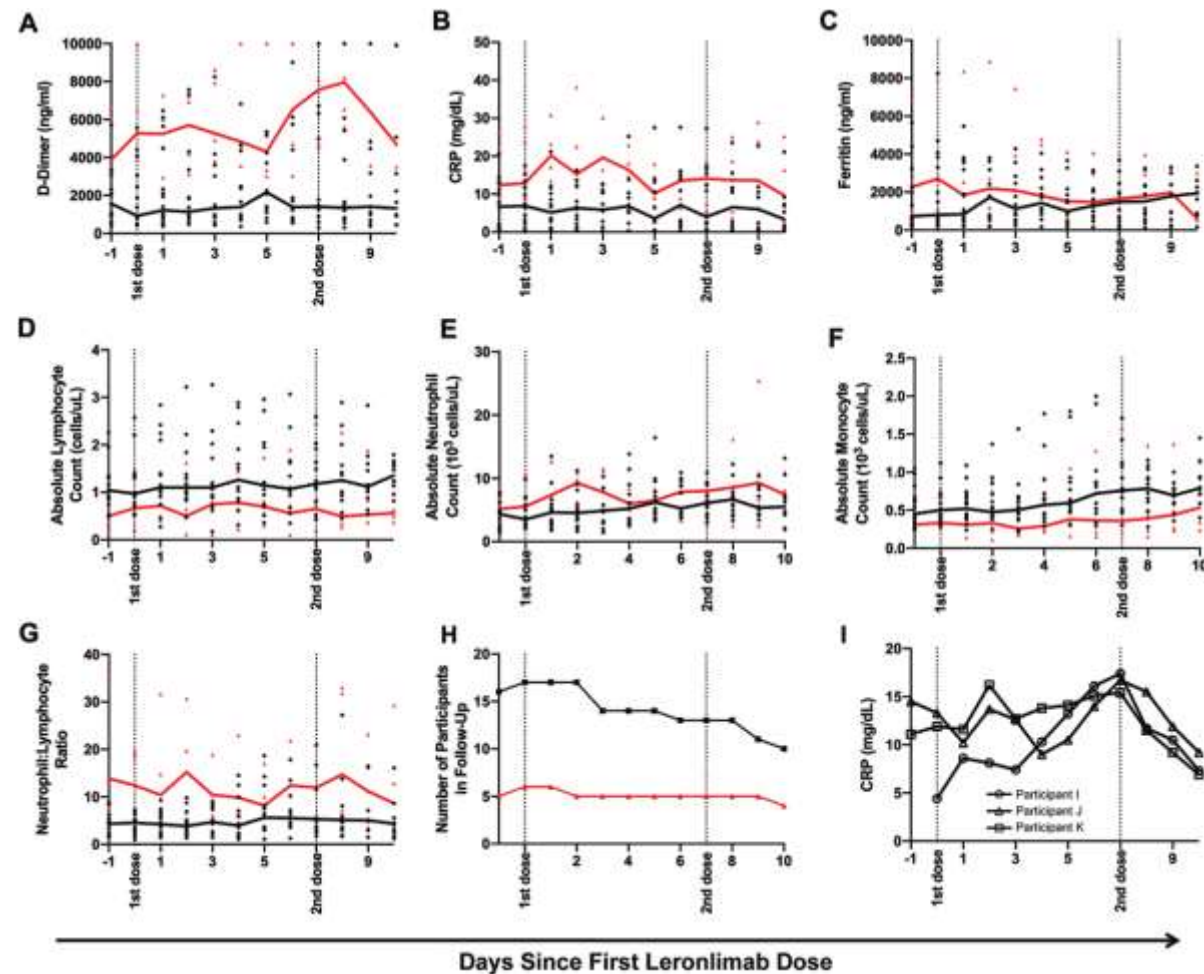 A
D-Dimer (ng/ml)
10000
8000
6000
4000
2000
0
-1
1st dose
1
3
5
2nd dose
9
B
CRP (mg/dL)
50
40
30
20
10
0
-1
1st dose
1
3
5
2nd dose
9
C
Ferritin (ng/ml)
10000
8000
6000
4000
2000
0
-1
1st dose
1
3
5
2nd dose
9
D
Absolute Lymphocyte
Count (cells/uL)
4
3
2
1
0
-1
1st dose
1
3
5
2nd dose
9
E
Absolute Neutrophil
Count (10³ cells/uL)
30
20
10
0
1st dose
2
4
6
2nd dose
8
10
F
Absolute Monocyte
Count (10³ cells/uL)
2.5
2.0
1.5
1.0
0.5
0.0
1st dose
2
4
6
2nd dose
8
10
G
Neutrophil:Lymphocyte
Ratio
40
30
20
10
0
-1
1st dose
1
3
5
2nd dose
9
H
Number of Participants
In Follow-Up
20
15
10
5
0
1st dose
2
4
6
2nd dose
8
10
I
CRP (mg/dL)
20
15
10
5
0
Participant I
Participant J
Participant K
-1
1st dose
1
3
5
2nd dose
9
Days Since First Leronlimab Dose